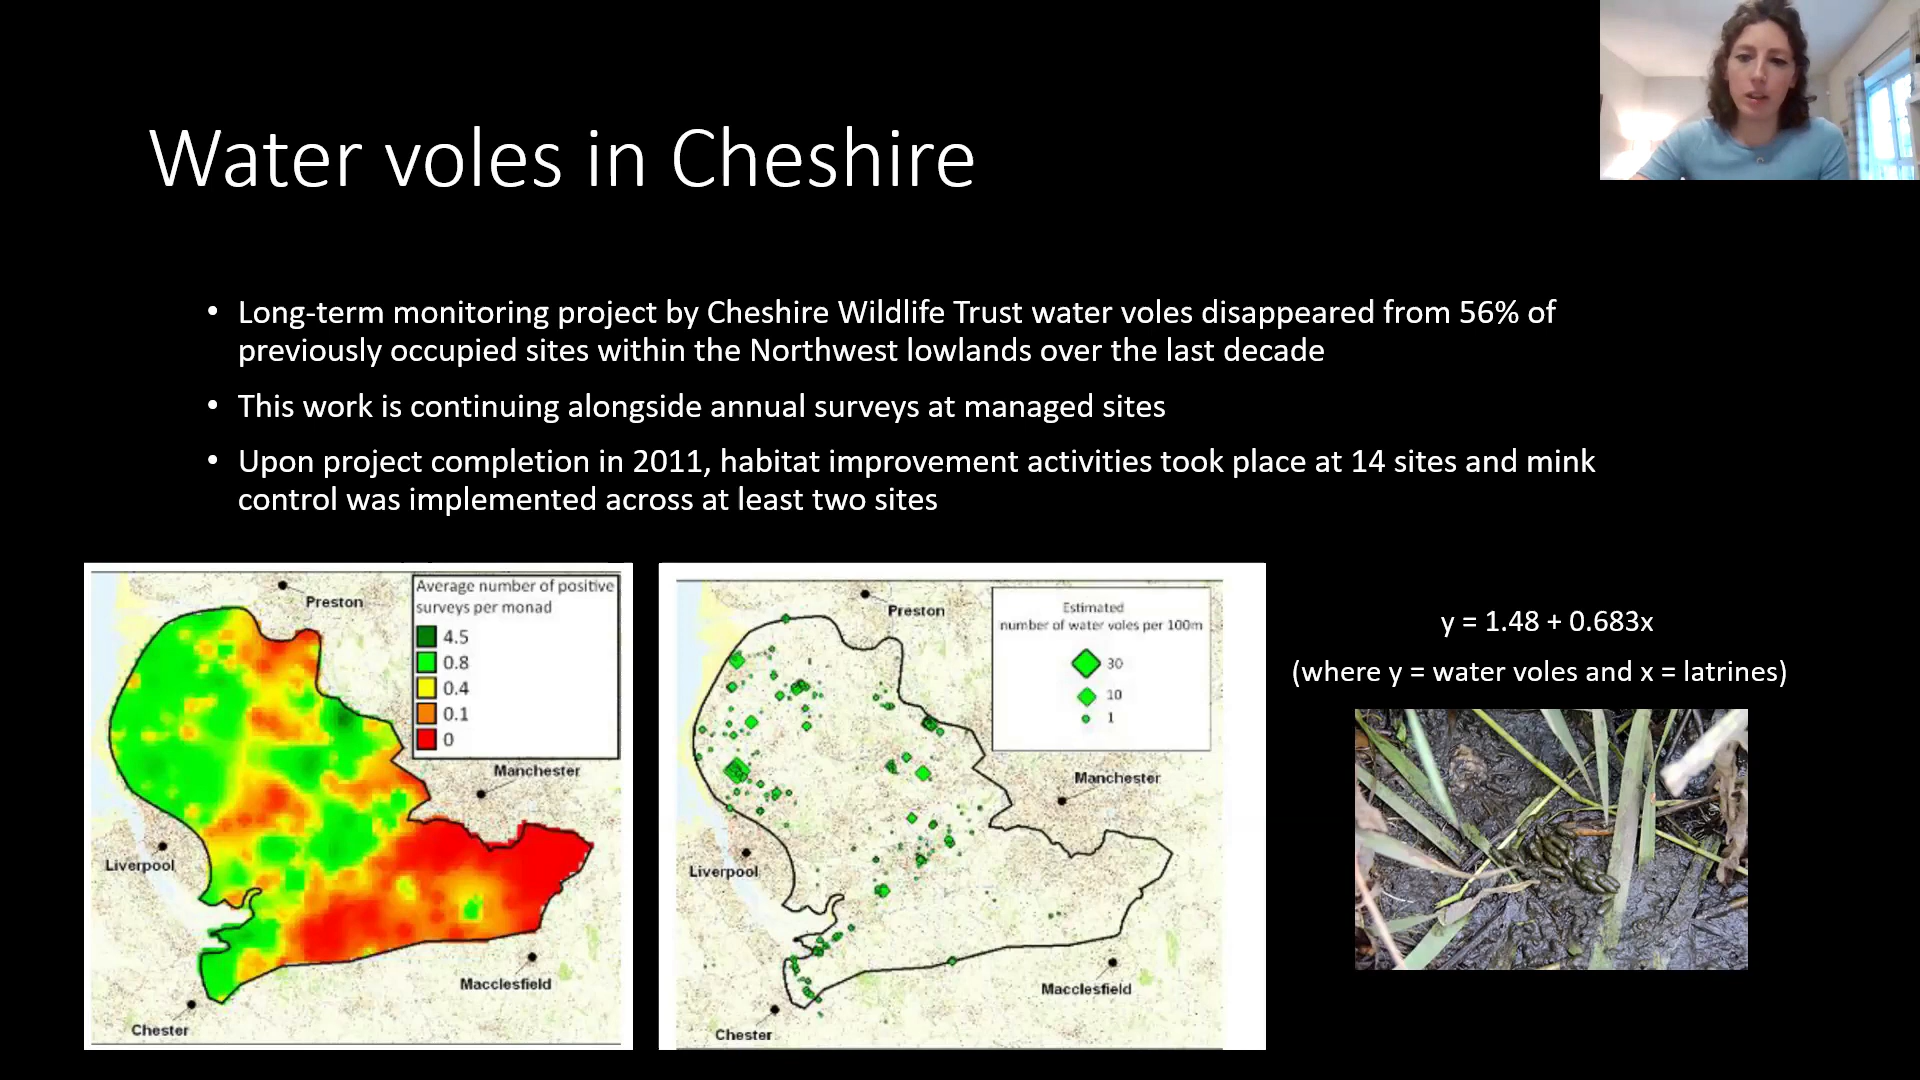 Water voles in Cheshire
• Long-term monitoring project by Cheshire Wildlife Trust water voles disappeared from 56% of
previously occupied sites within the Northwest lowlands over the last decade
• This work is continuing alongside annual surveys at managed sites
• Upon project completion in 2011, habitat improvement activities took place at 14 sites and mink
control was implemented across at least two sites
Preston
Average number of positive
surveys per monad
4.5
0.8
0.4
0.1
0
Manchester
Liverpool
Macclesfield
Chester
Preston
Estimated
number of water voles per 100m
30
10
1
Manchester
Liverpool
Macclesfield
Chester
y = 1.48 + 0.683x
(where y = water voles and x = latrines)